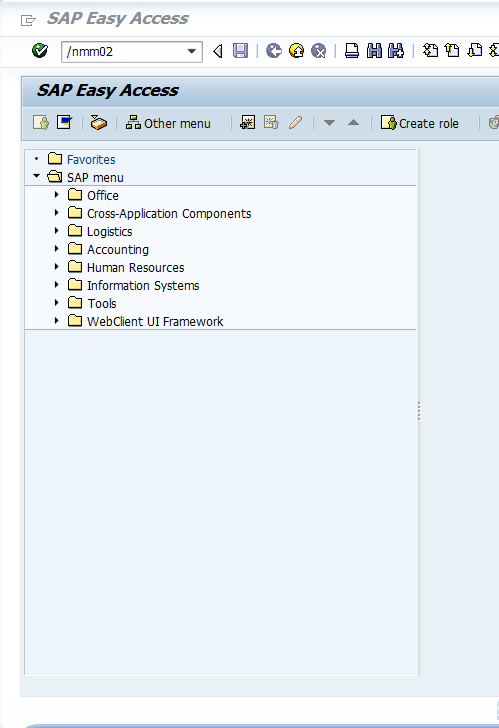 SAP Easy Access
/nmm02
SAP Easy Access
Other menu
Create role
Favorites
SAP menu
Office
Cross-Application Components
Logistics
Accounting
Human Resources
Information Systems
Tools
WebClient UI Framework